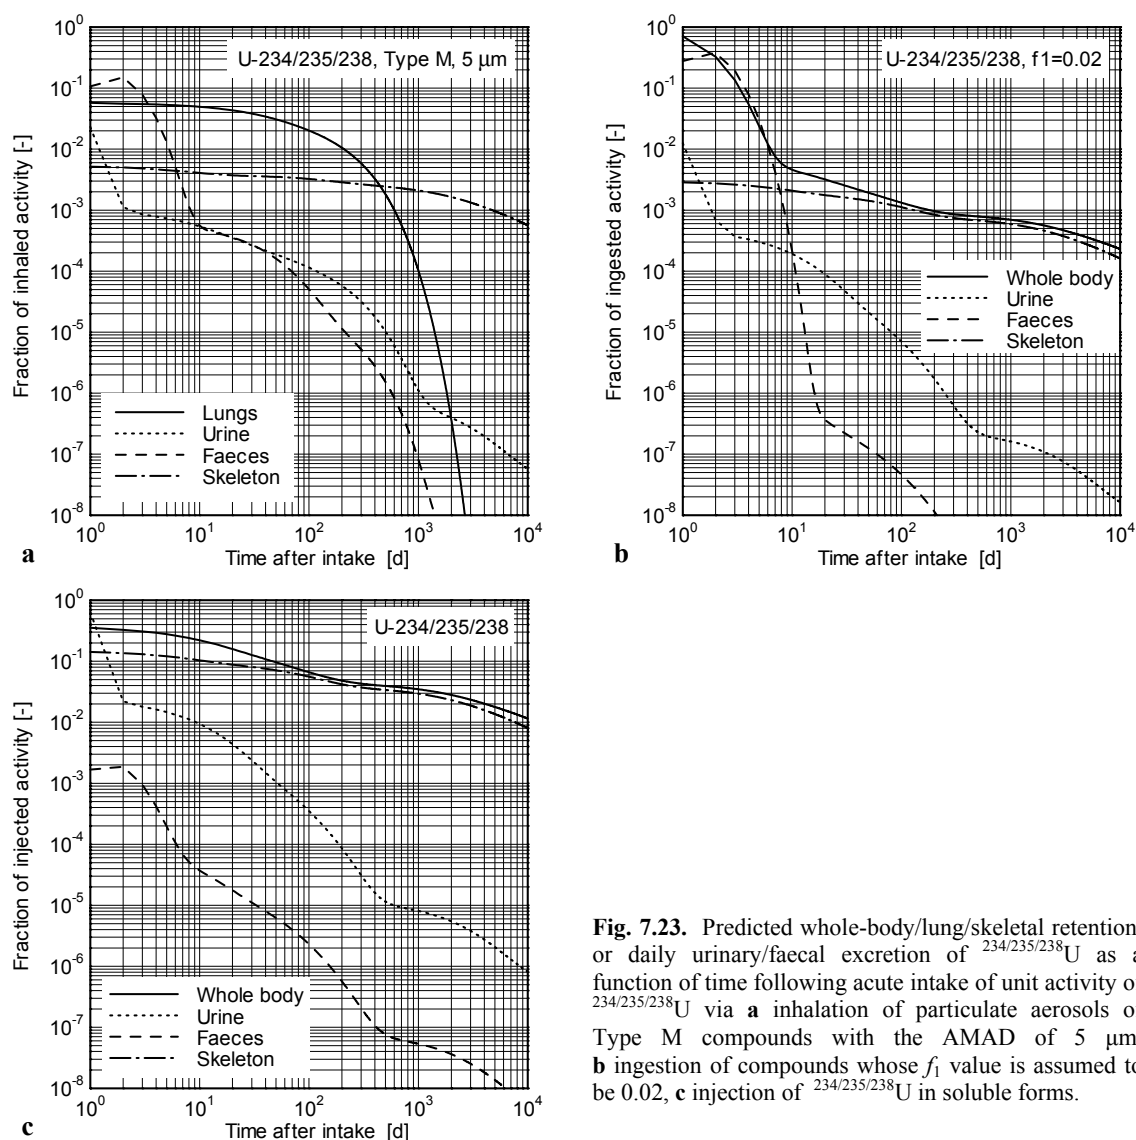 U-234/235/238, Type M, 5 µm
Fraction of inhaled activity [-]
10^0
10^-1
10^-2
10^-3
10^-4
10^-5
10^-6
10^-7
10^-8
Lungs
Urine
Faeces
Skeleton
10^0 10^1 10^2 10^3 10^4
Time after intake [d]
a
U-234/235/238, f1=0.02
Fraction of ingested activity [-]
10^0
10^-1
10^-2
10^-3
10^-4
10^-5
10^-6
10^-7
10^-8
Whole body
Urine
Faeces
Skeleton
10^0 10^1 10^2 10^3 10^4
Time after intake [d]
b
U-234/235/238
Fraction of injected activity [-]
10^0
10^-1
10^-2
10^-3
10^-4
10^-5
10^-6
10^-7
10^-8
Whole body
Urine
Faeces
Skeleton
10^0 10^1 10^2 10^3 10^4
Time after intake [d]
c
Fig. 7.23. Predicted whole-body/lung/skeletal retention
or daily urinary/faecal excretion of 234/235/238U as a
function of time following acute intake of unit activity o
234/235/238U via a inhalation of particulate aerosols o
Type M compounds with the AMAD of 5 µm
b ingestion of compounds whose f1 value is assumed to
be 0.02, c injection of 234/235/238U in soluble forms.